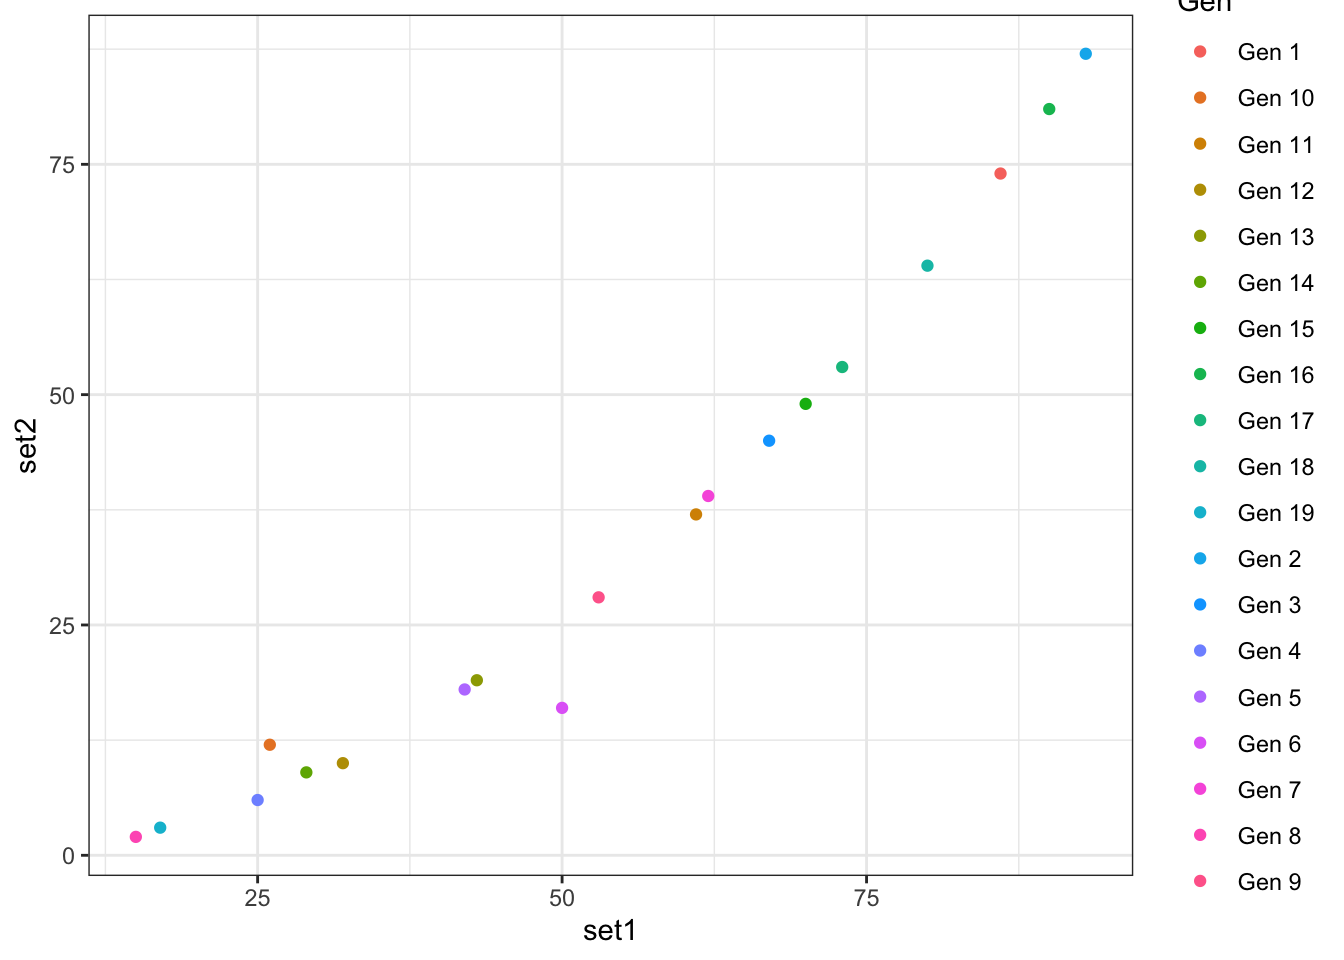 Gen
Gen 1
Gen 10
Gen 11
Gen 12
Gen 13
Gen 14
Gen 15
Gen 16
Gen 17
Gen 18
Gen 19
Gen 2
Gen 3
Gen 4
Gen 5
Gen 6
Gen 7
Gen 8
Gen 9
75
50
25
0
set2
25
50
75
set1